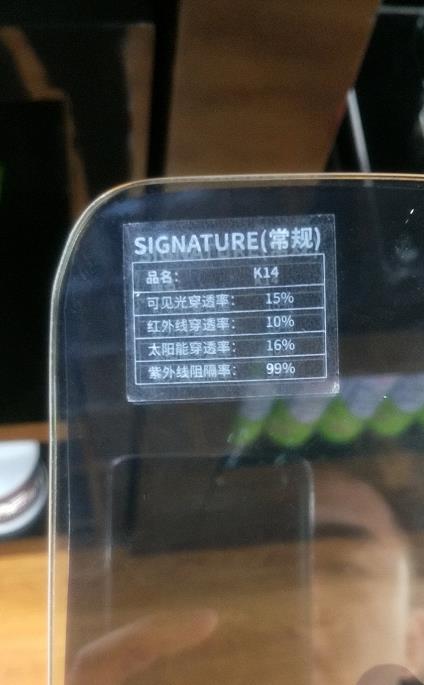 SIGNATURE(常规)
品名: K14
可见光穿透率: 15%
红外线穿透率: 10%
太阳能穿透率: 16%
紫外线阻隔率: 99%